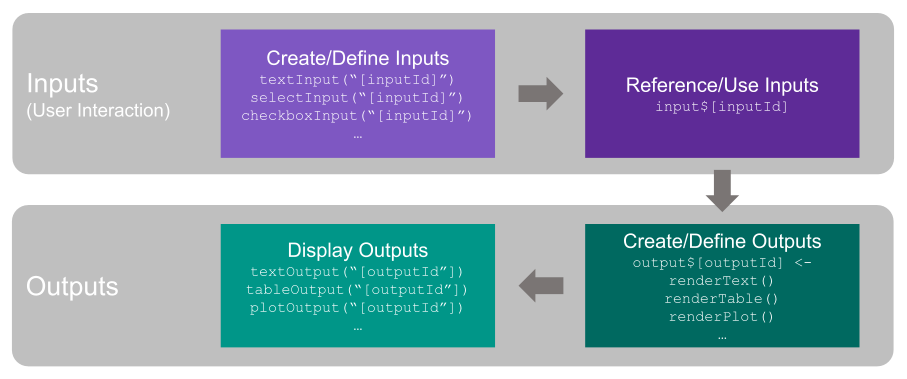 Inputs
(User Interaction)
Create/Define Inputs
textInput(“[inputId]”)
selectInput(“[inputId]”)
checkboxInput(“[inputId]”)
…
Reference/Use Inputs
input$[inputId]
Outputs
Display Outputs
textOutput(“[outputId”])
tableOutput(“[outputId”])
plotOutput(“[outputId”])
…
Create/Define Outputs
output$[outputId] <-
renderText()
renderTable()
renderPlot()
…